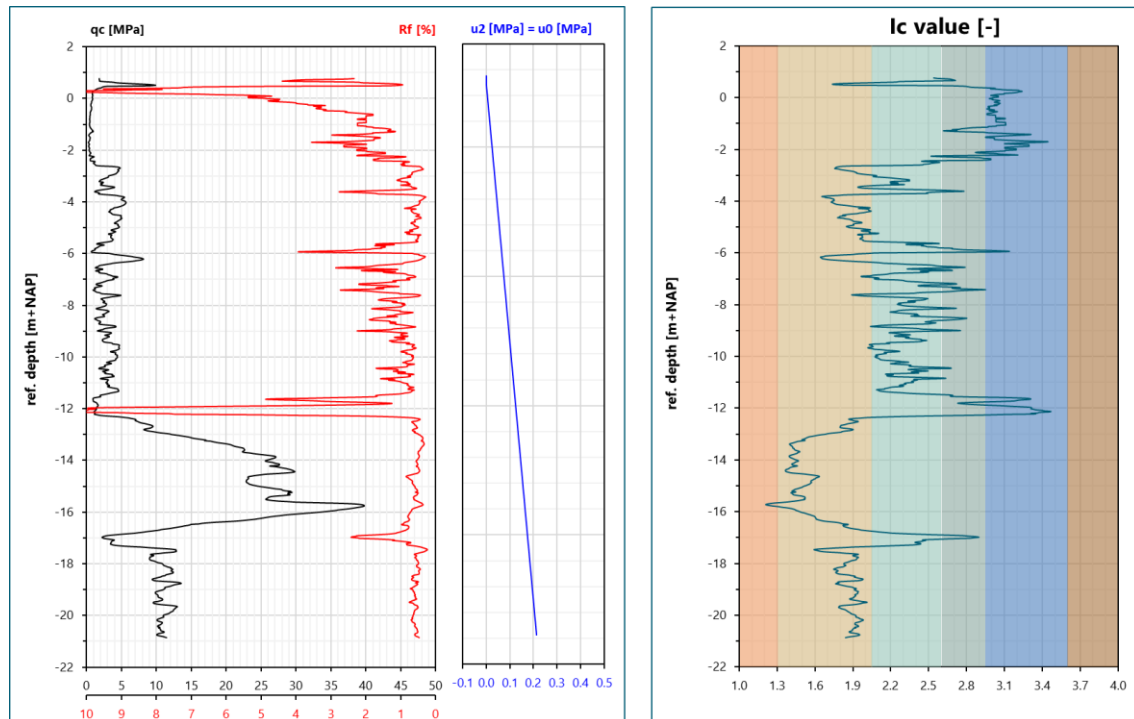 qc [MPa] Rf [%]
u2 [MPa] = u0 [MPa]
Ic value [-]
ref. depth [m+NAP]
2
0
-2
-4
-6
-8
-10
-12
-14
-16
-18
-20
-22
0 5 10 15 20 25 30 35 40 45 50
10 9 8 7 6 5 4 3 2 1 0
-0.1 0.0 0.1 0.2 0.3 0.4 0.5
ref. depth [m+NAP]
2
0
-2
-4
-6
-8
-10
-12
-14
-16
-18
-20
-22
1.0 1.3 1.6 1.9 2.2 2.5 2.8 3.1 3.4 3.7 4.0